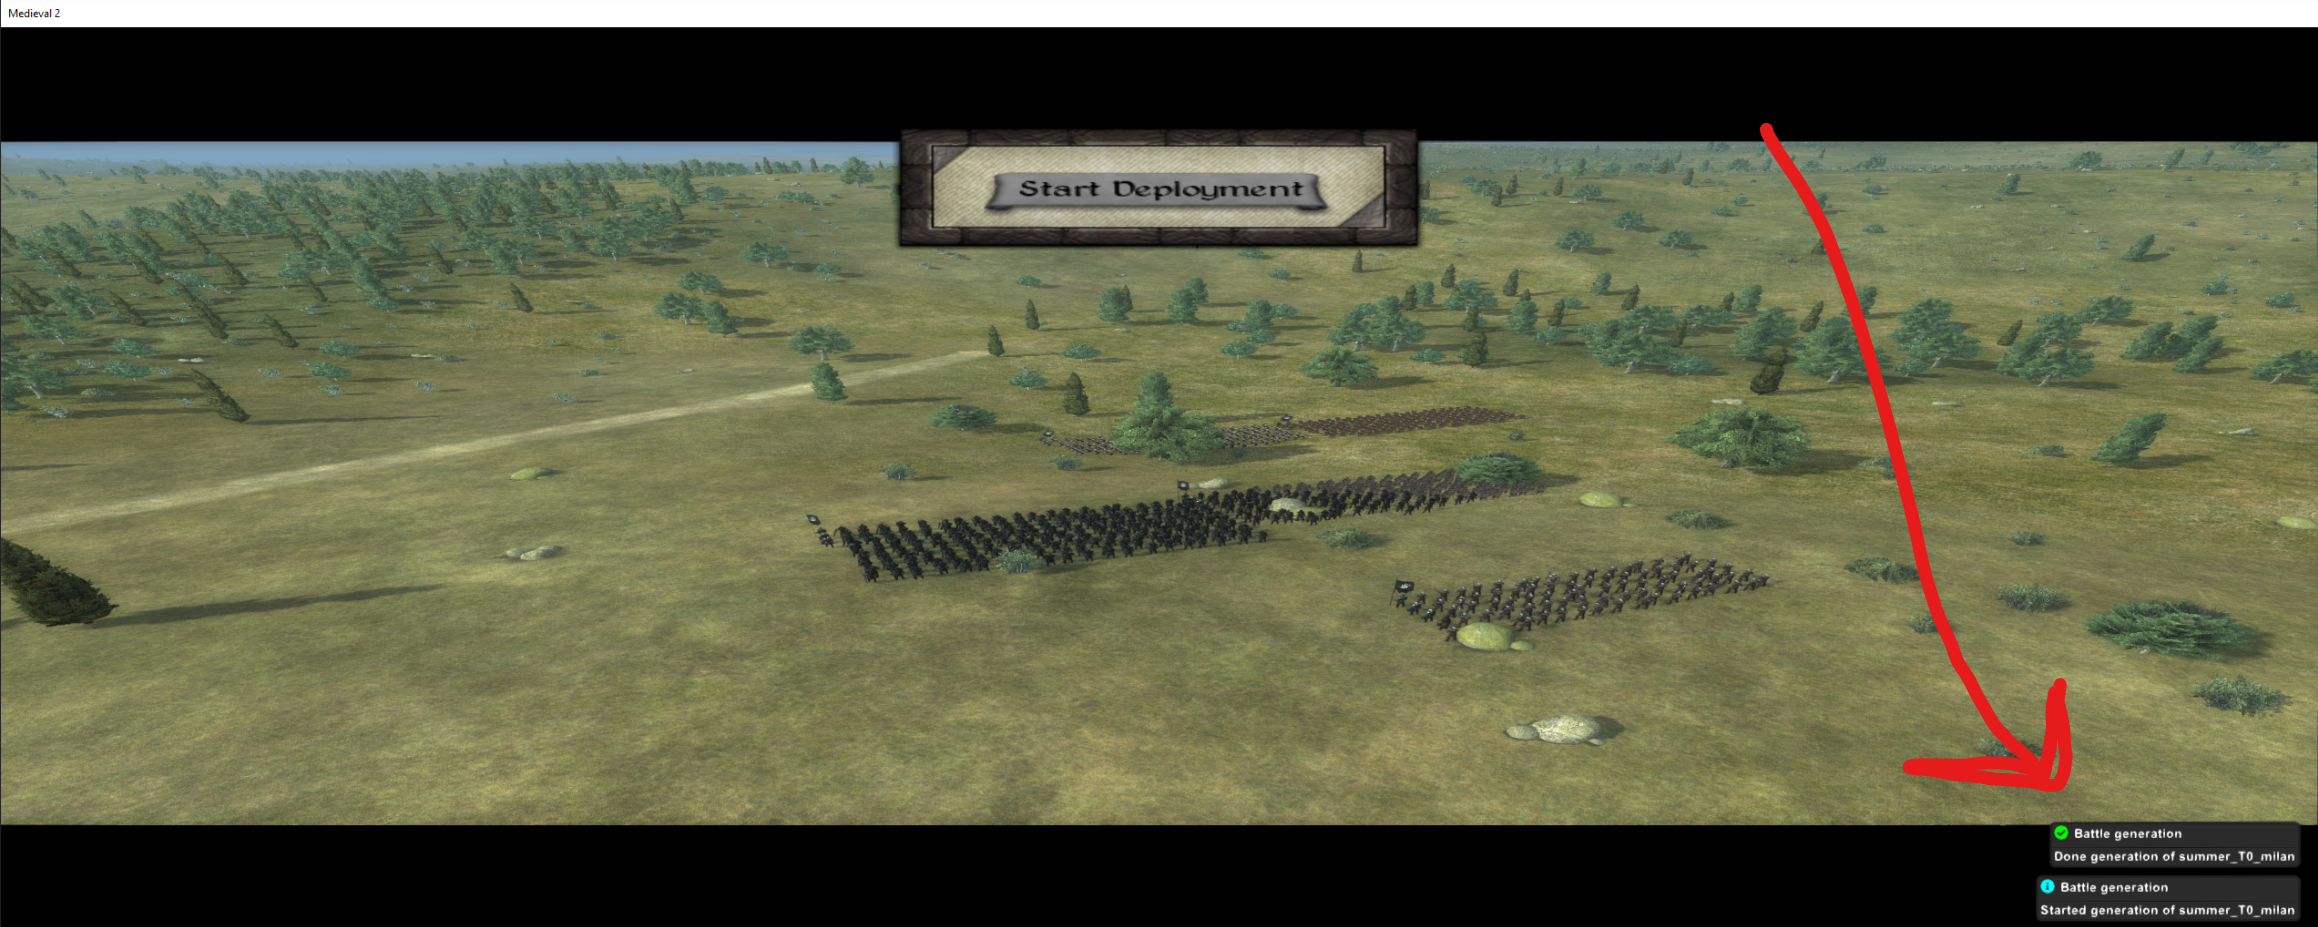 Medieval 2
Start Deployment
Battle generation
Done generation of summer_T0_milan
Battle generation
Started generation of summer_T0_milan